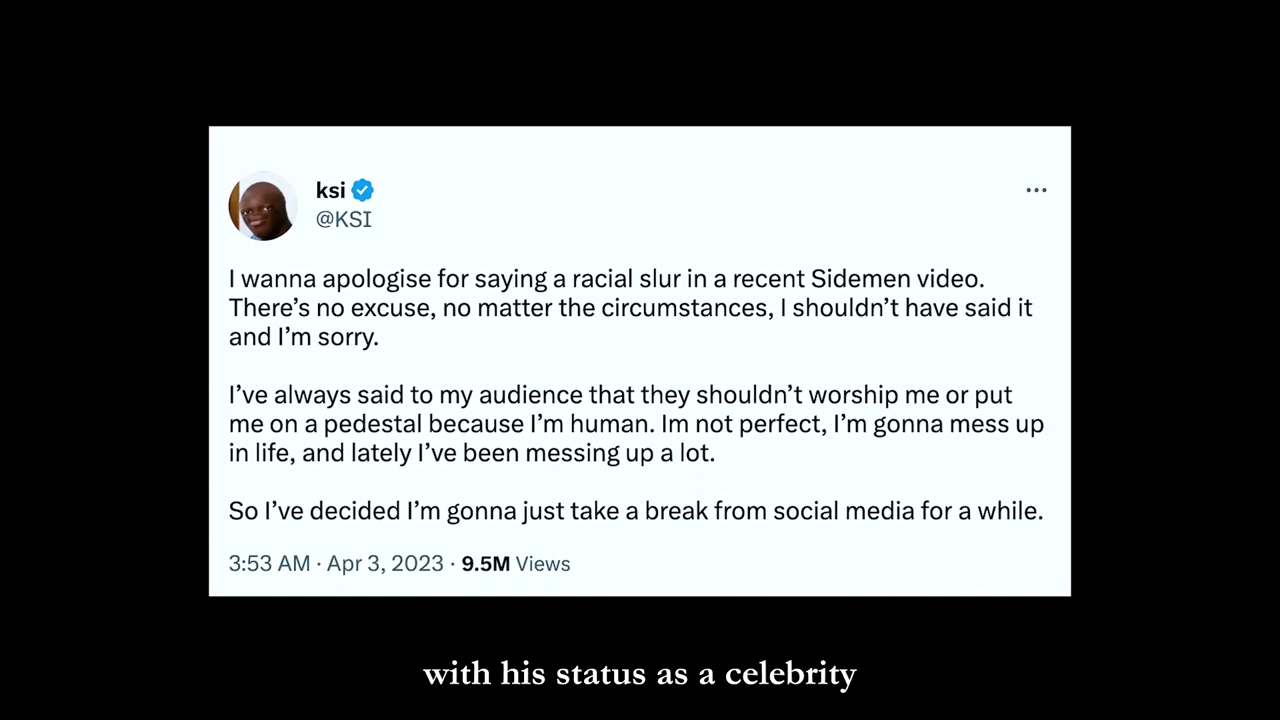 ksi
@KSI
I wanna apologise for saying a racial slur in a recent Sidemen video.
There’s no excuse, no matter the circumstances, I shouldn’t have said it
and I’m sorry.
I’ve always said to my audience that they shouldn’t worship me or put
me on a pedestal because I’m human. Im not perfect, I’m gonna mess up
in life, and lately I’ve been messing up a lot.
So I’ve decided I’m gonna just take a break from social media for a while.
3:53 AM · Apr 3, 2023 · 9.5M Views
with his status as a celebrity